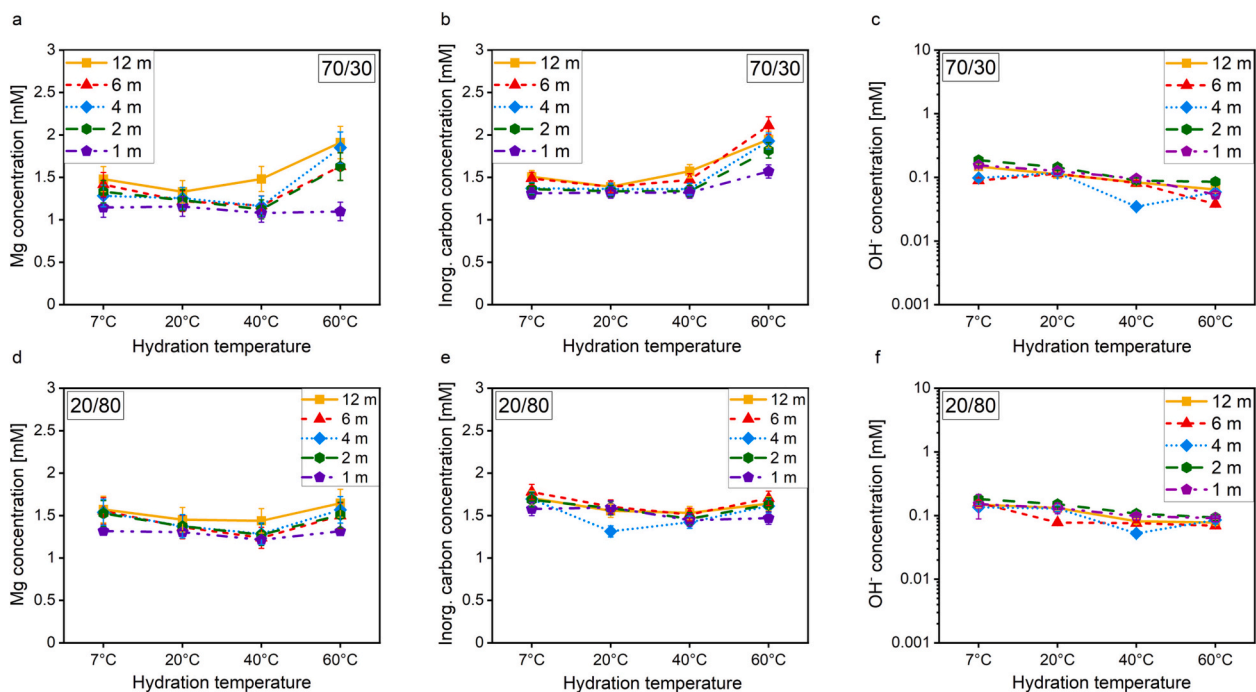 a
Mg concentration [mM]
3
2.5
2
1.5
1
0.5
0
12 m
6 m
4 m
2 m
1 m
70/30
7°C
20°C
40°C
60°C
Hydration temperature
b
Inorg. carbon concentration [mM]
3
2.5
2
1.5
1
0.5
0
12 m
6 m
4 m
2 m
1 m
70/30
7°C
20°C
40°C
60°C
Hydration temperature
c
OH⁻ concentration [mM]
10
1
0.1
0.01
0.001
70/30
12 m
6 m
4 m
2 m
1 m
7°C
20°C
40°C
60°C
Hydration temperature
d
Mg concentration [mM]
3
2.5
2
1.5
1
0.5
0
20/80
12 m
6 m
4 m
2 m
1 m
7°C
20°C
40°C
60°C
Hydration temperature
e
Inorg. carbon concentration [mM]
3
2.5
2
1.5
1
0.5
0
20/80
12 m
6 m
4 m
2 m
1 m
7°C
20°C
40°C
60°C
Hydration temperature
f
OH⁻ concentration [mM]
10
1
0.1
0.01
0.001
20/80
12 m
6 m
4 m
2 m
1 m
7°C
20°C
40°C
60°C
Hydration temperature